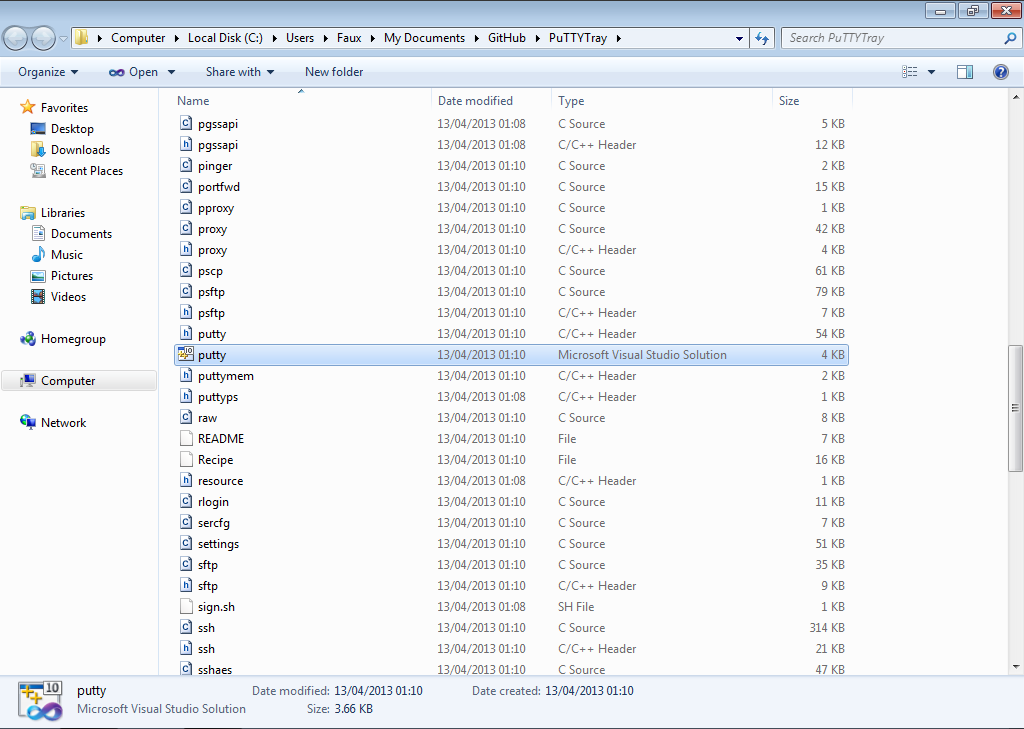 Computer Local Disk (C:) Users Faux My Documents GitHub PuTTYTray Search PuTTYTray
Organize Open Share with New folder
Favorites
Desktop
Downloads
Recent Places
Libraries
Documents
Music
Pictures
Videos
Homegroup
Computer
Network
Name Date modified Type Size
pgssapi 13/04/2013 01:08 C Source 5 KB
pgssapi 13/04/2013 01:08 C/C++ Header 12 KB
pinger 13/04/2013 01:10 C Source 2 KB
portfwd 13/04/2013 01:10 C Source 15 KB
pproxy 13/04/2013 01:10 C Source 1 KB
proxy 13/04/2013 01:10 C Source 42 KB
proxy 13/04/2013 01:10 C/C++ Header 4 KB
pscp 13/04/2013 01:10 C Source 61 KB
psftp 13/04/2013 01:10 C Source 79 KB
psftp 13/04/2013 01:10 C/C++ Header 7 KB
putty 13/04/2013 01:10 C/C++ Header 54 KB
putty 13/04/2013 01:10 Microsoft Visual Studio Solution 4 KB
puttymem 13/04/2013 01:10 C/C++ Header 2 KB
puttyps 13/04/2013 01:08 C/C++ Header 1 KB
raw 13/04/2013 01:10 C Source 8 KB
README 13/04/2013 01:10 File 7 KB
Recipe 13/04/2013 01:10 File 16 KB
resource 13/04/2013 01:08 C/C++ Header 1 KB
rlogin 13/04/2013 01:10 C Source 11 KB
sercfg 13/04/2013 01:10 C Source 7 KB
settings 13/04/2013 01:10 C Source 51 KB
sftp 13/04/2013 01:10 C Source 35 KB
sftp 13/04/2013 01:10 C/C++ Header 9 KB
sign.sh 13/04/2013 01:08 SH File 1 KB
ssh 13/04/2013 01:10 C Source 314 KB
ssh 13/04/2013 01:10 C/C++ Header 21 KB
sshaes 13/04/2013 01:10 C Source 47 KB
putty Date modified: 13/04/2013 01:10 Date created: 13/04/2013 01:10
Microsoft Visual Studio Solution Size: 3.66 KB